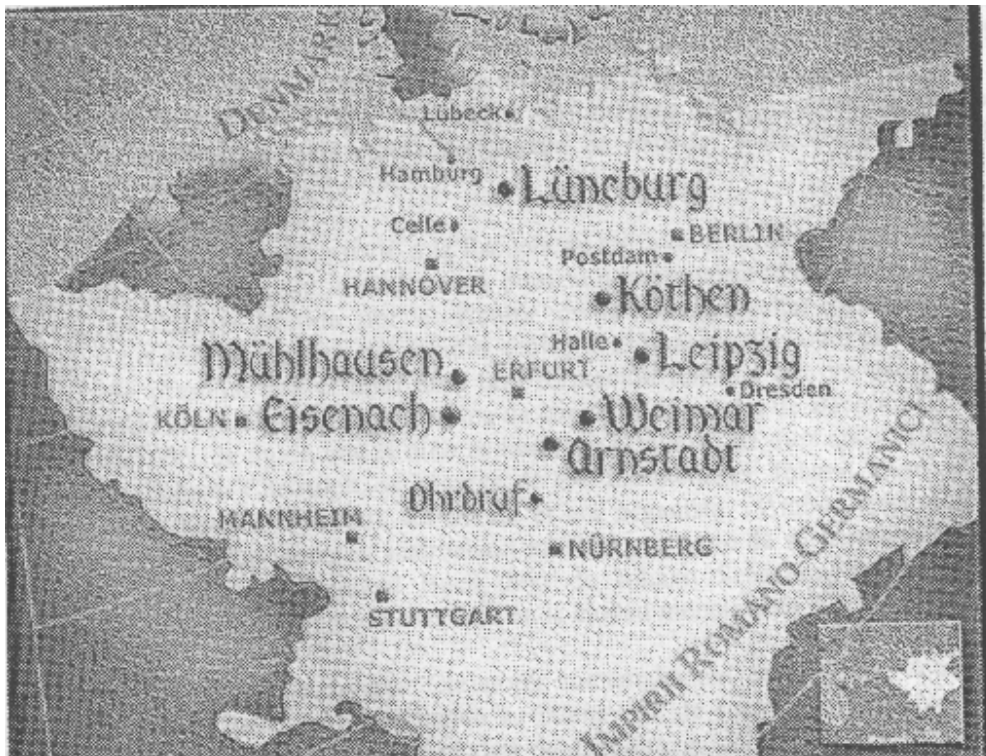 DENMARK
Lübeck
Hamburg
Lüneburg
Celle
BERLIN
Postdam
HANNOVER
Köthen
Halle
Leipzig
Mühlhausen
ERFURT
Dresden
KÖLN
Eisenach
Weimar
Arnstadt
Ohrdruf
MANNHEIM
NÜRNBERG
STUTTGART
IMPIRII ROMANO-GERMANICI